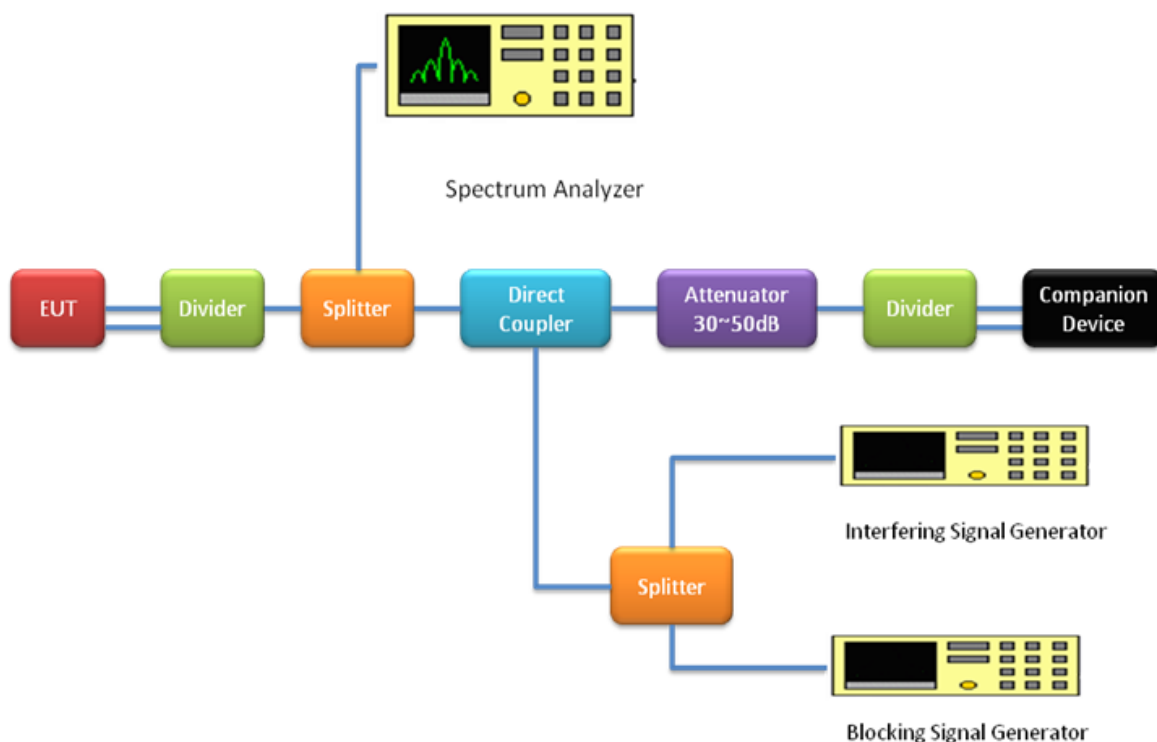 Spectrum Analyzer
EUT
Divider
Splitter
Direct
Coupler
Attenuator
30~50dB
Divider
Companion
Device
Interfering Signal Generator
Splitter
Blocking Signal Generator